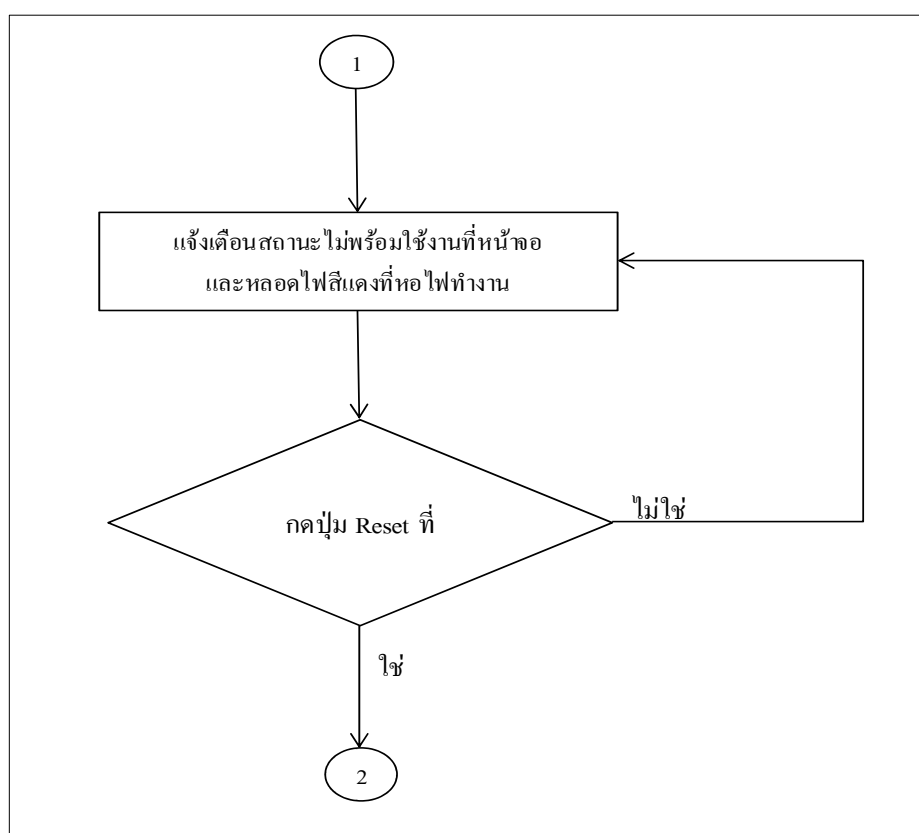 1
แจ้งเตือนสถานะไม่พร้อมใช้งานที่หน้าจอ
และหลอดไฟสีแดงที่หอไฟทำงาน
กดปุ่ม Reset ที่
ไม่ใช่
ใช่
2